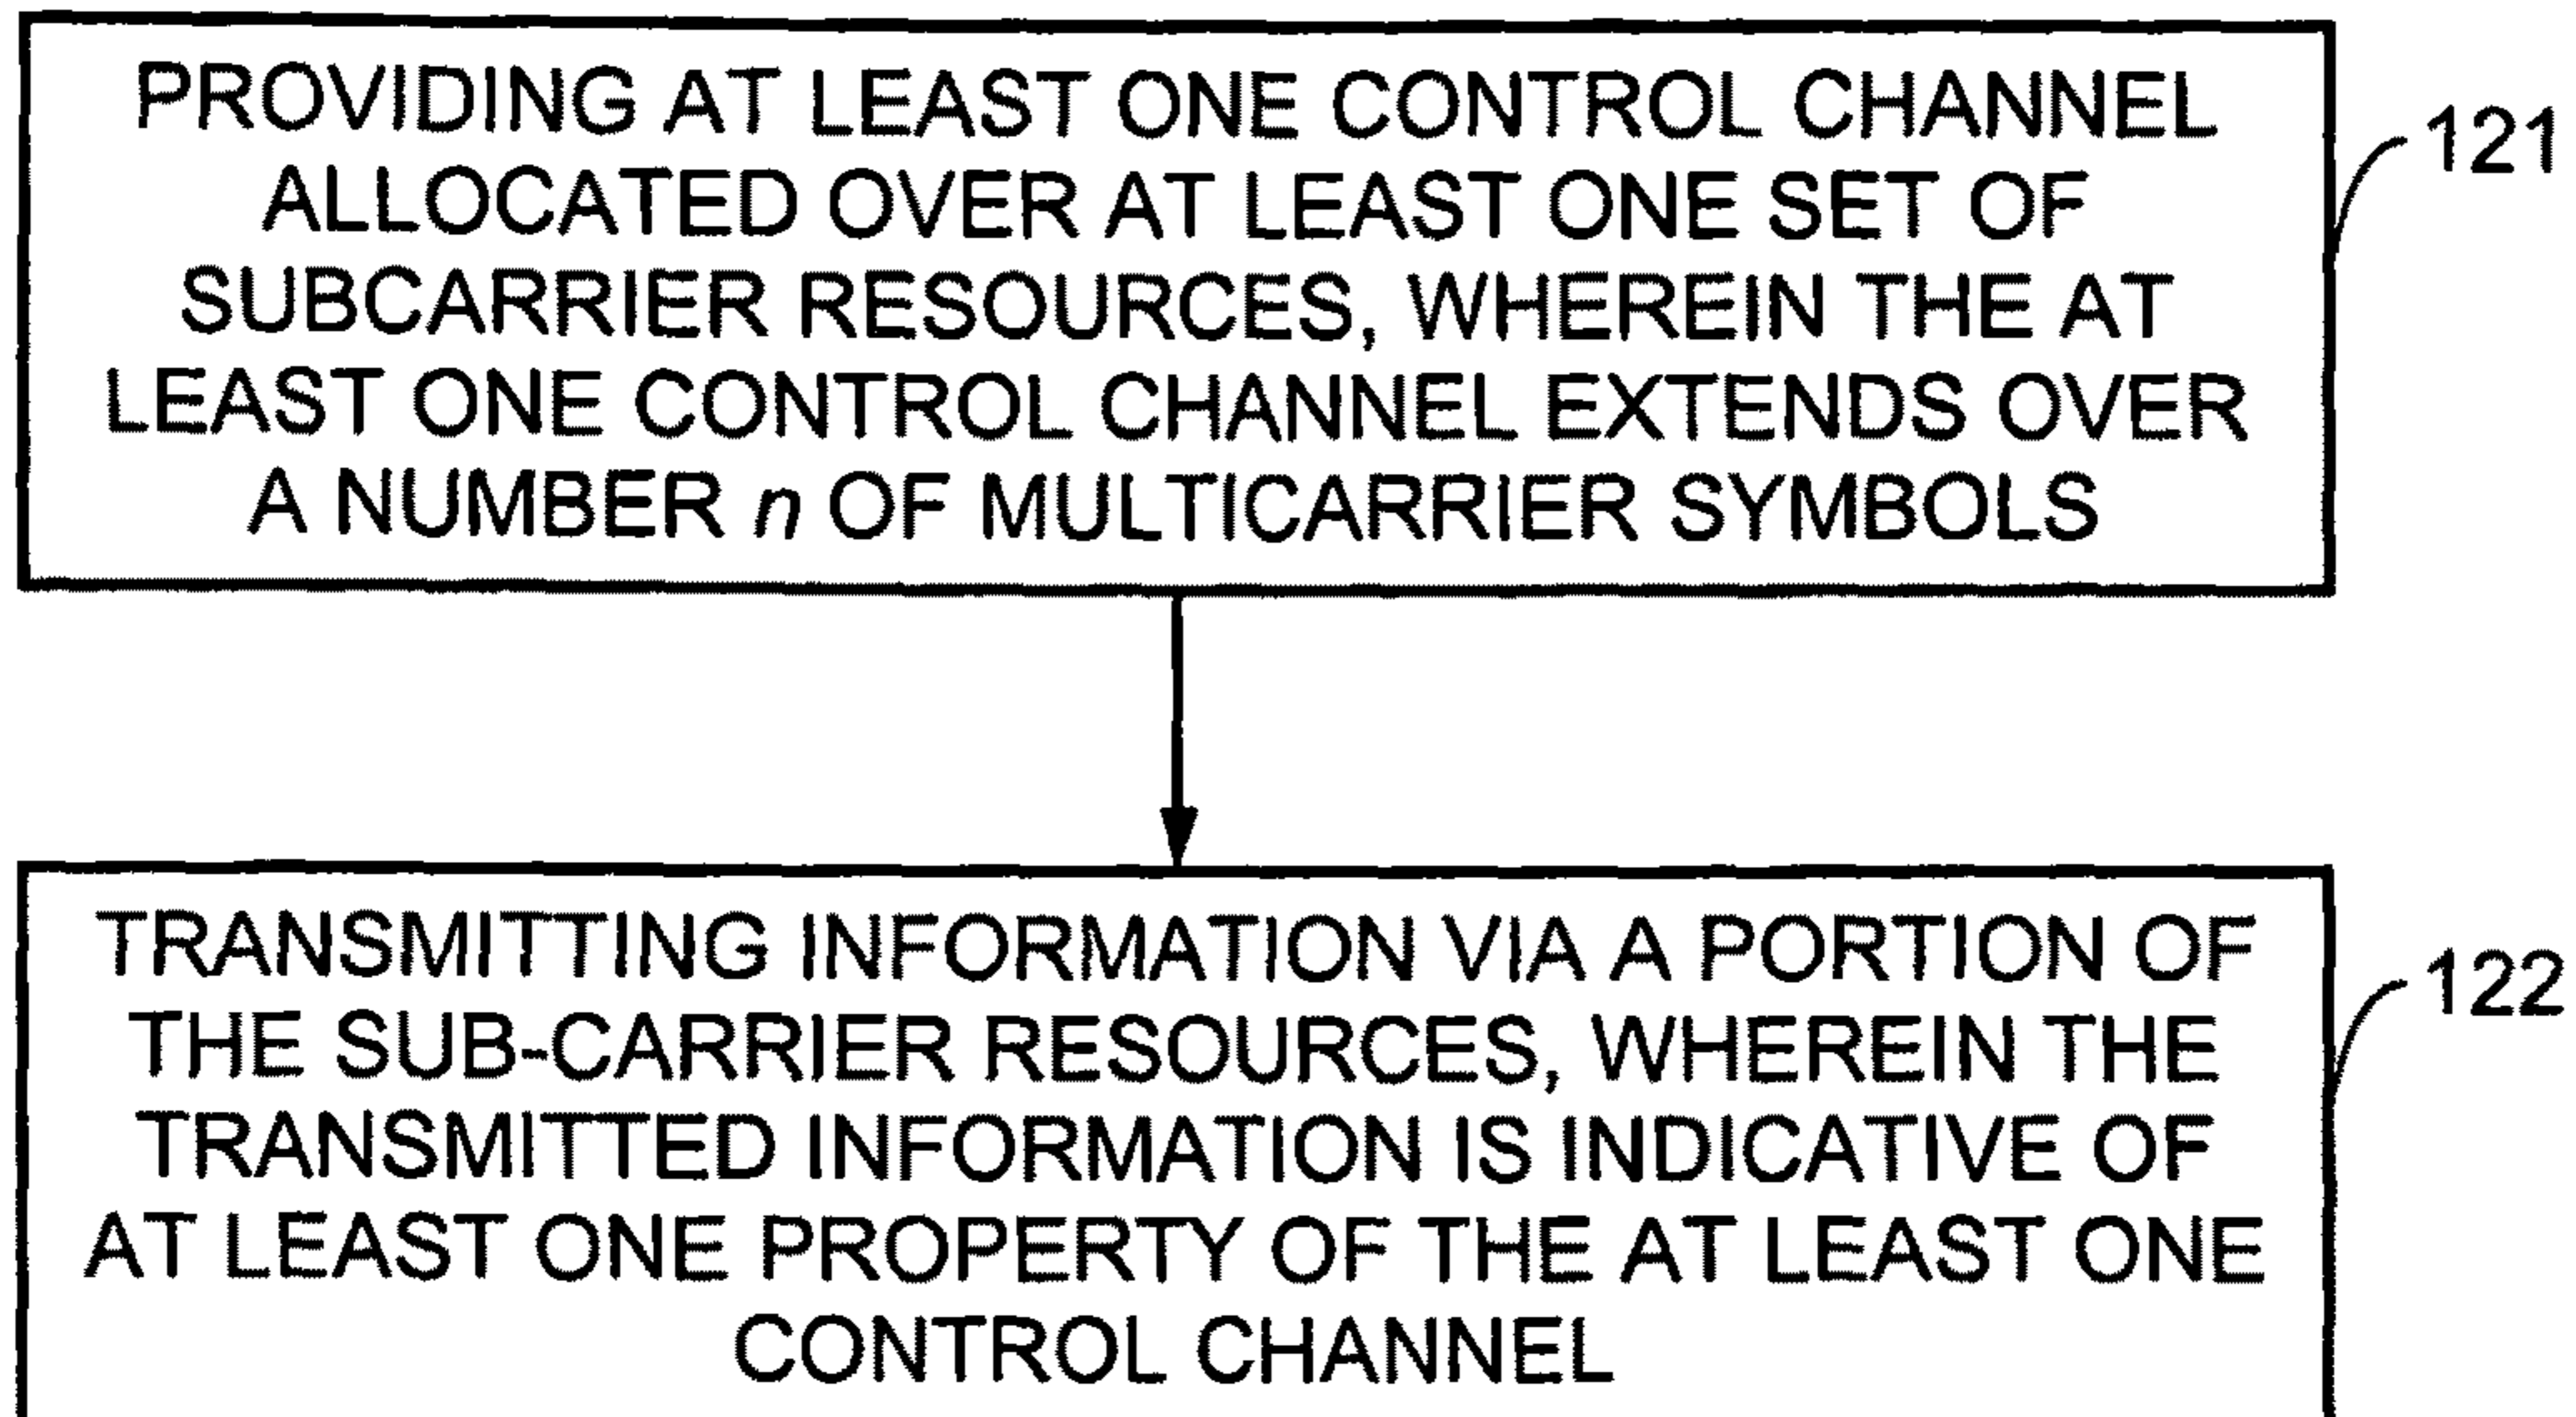 PROVIDING AT LEAST ONE CONTROL CHANNEL
ALLOCATED OVER AT LEAST ONE SET OF
SUBCARRIER RESOURCES, WHEREIN THE AT
LEAST ONE CONTROL CHANNEL EXTENDS OVER
A NUMBER n OF MULTICARRIER SYMBOLS
121
TRANSMITTING INFORMATION VIA A PORTION OF
THE SUB-CARRIER RESOURCES, WHEREIN THE
TRANSMITTED INFORMATION IS INDICATIVE OF
AT LEAST ONE PROPERTY OF THE AT LEAST ONE
CONTROL CHANNEL
122